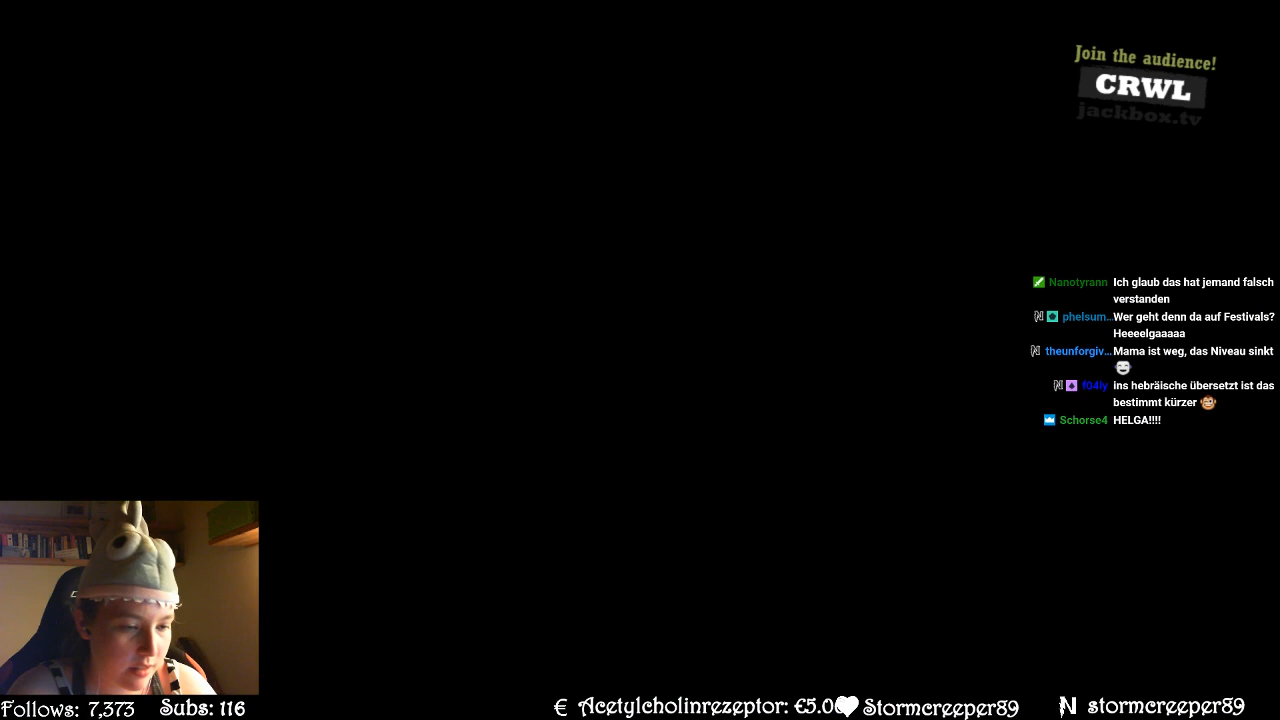 Join the audience!
CRWL
jackbox.tv
Nanotyrann Ich glaub das hat jemand falsch
verstanden
phelsum... Wer geht denn da auf Festivals?
Heeeelgaaaaa
theunforgiv... Mama ist weg, das Niveau sinkt
f04ly ins hebräische übersetzt ist das
bestimmt kürzer
Schorse4 HELGA!!!!
Follows: 7,373 Subs: 116 € Acetylcholinrezeptor: €5.0 Stormcreeper89 N stormcreeper89